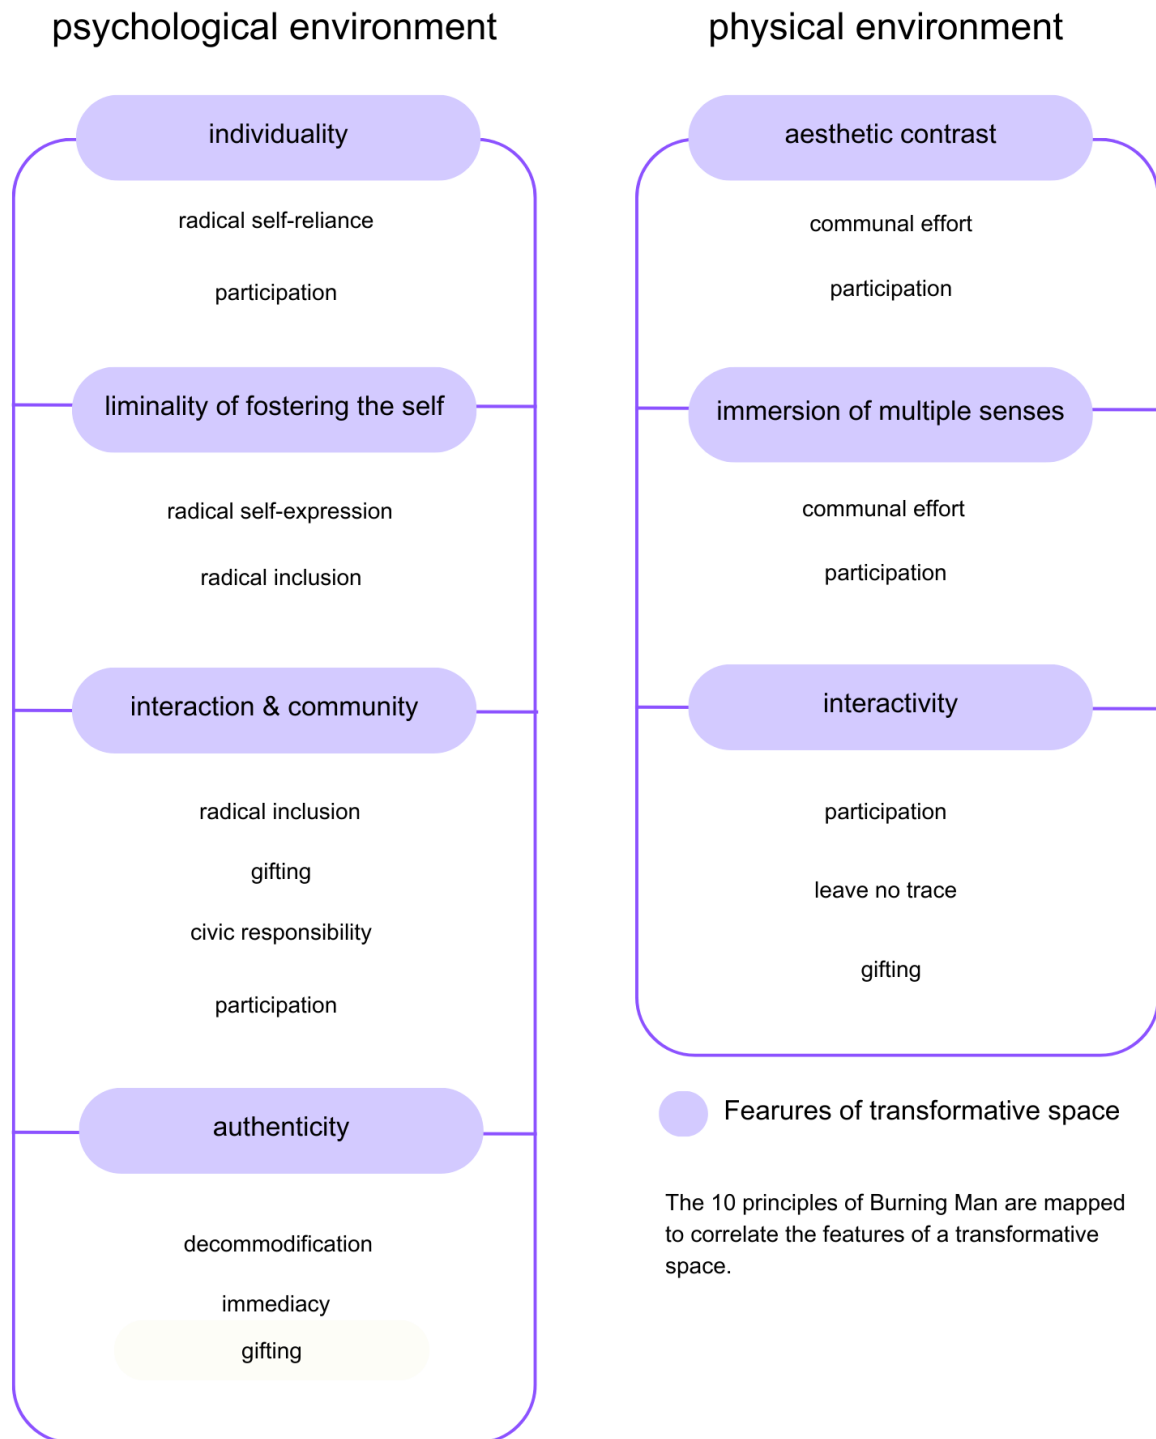 psychological environment
individuality
radical self-reliance
participation
liminality of fostering the self
radical self-expression
radical inclusion
interaction & community
radical inclusion
gifting
civic responsibility
participation
authenticity
decommodification
immediacy
gifting
physical environment
aesthetic contrast
communal effort
participation
immersion of multiple senses
communal effort
participation
interactivity
participation
leave no trace
gifting
Fearures of transformative space
The 10 principles of Burning Man are mapped
to correlate the features of a transformative
space.